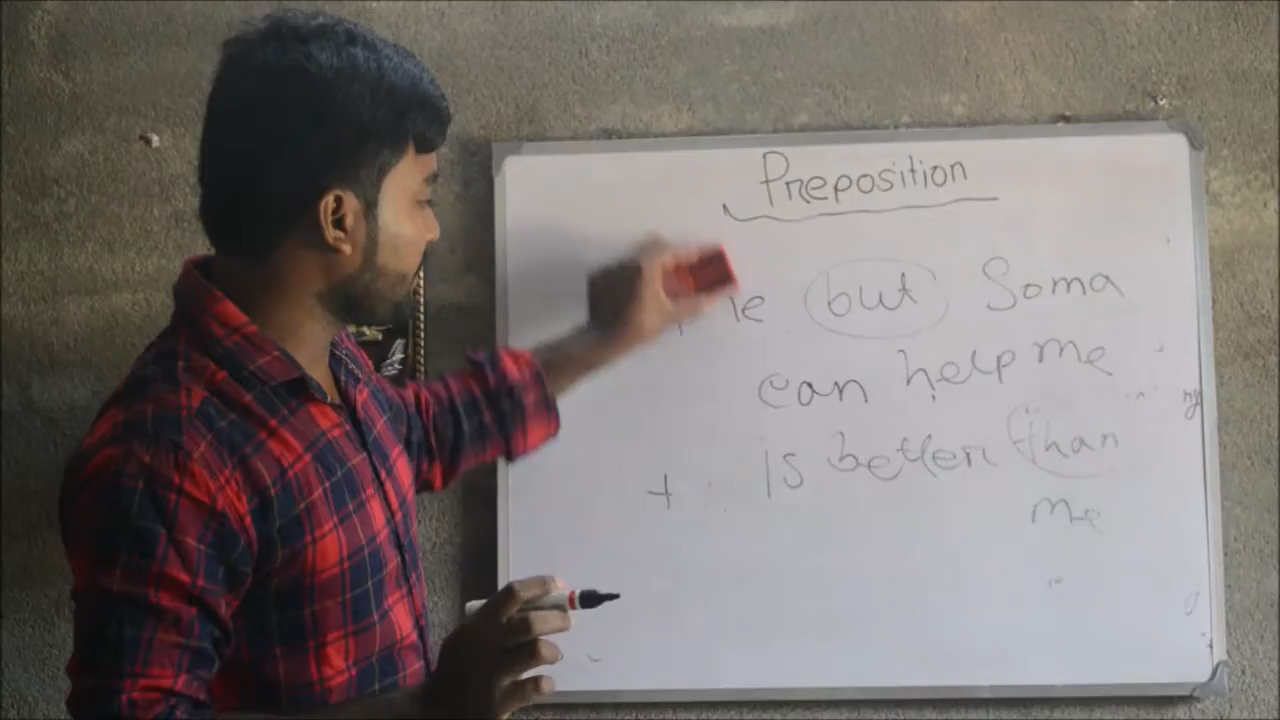 Preposition
but Soma
can help me
+ is better than
me